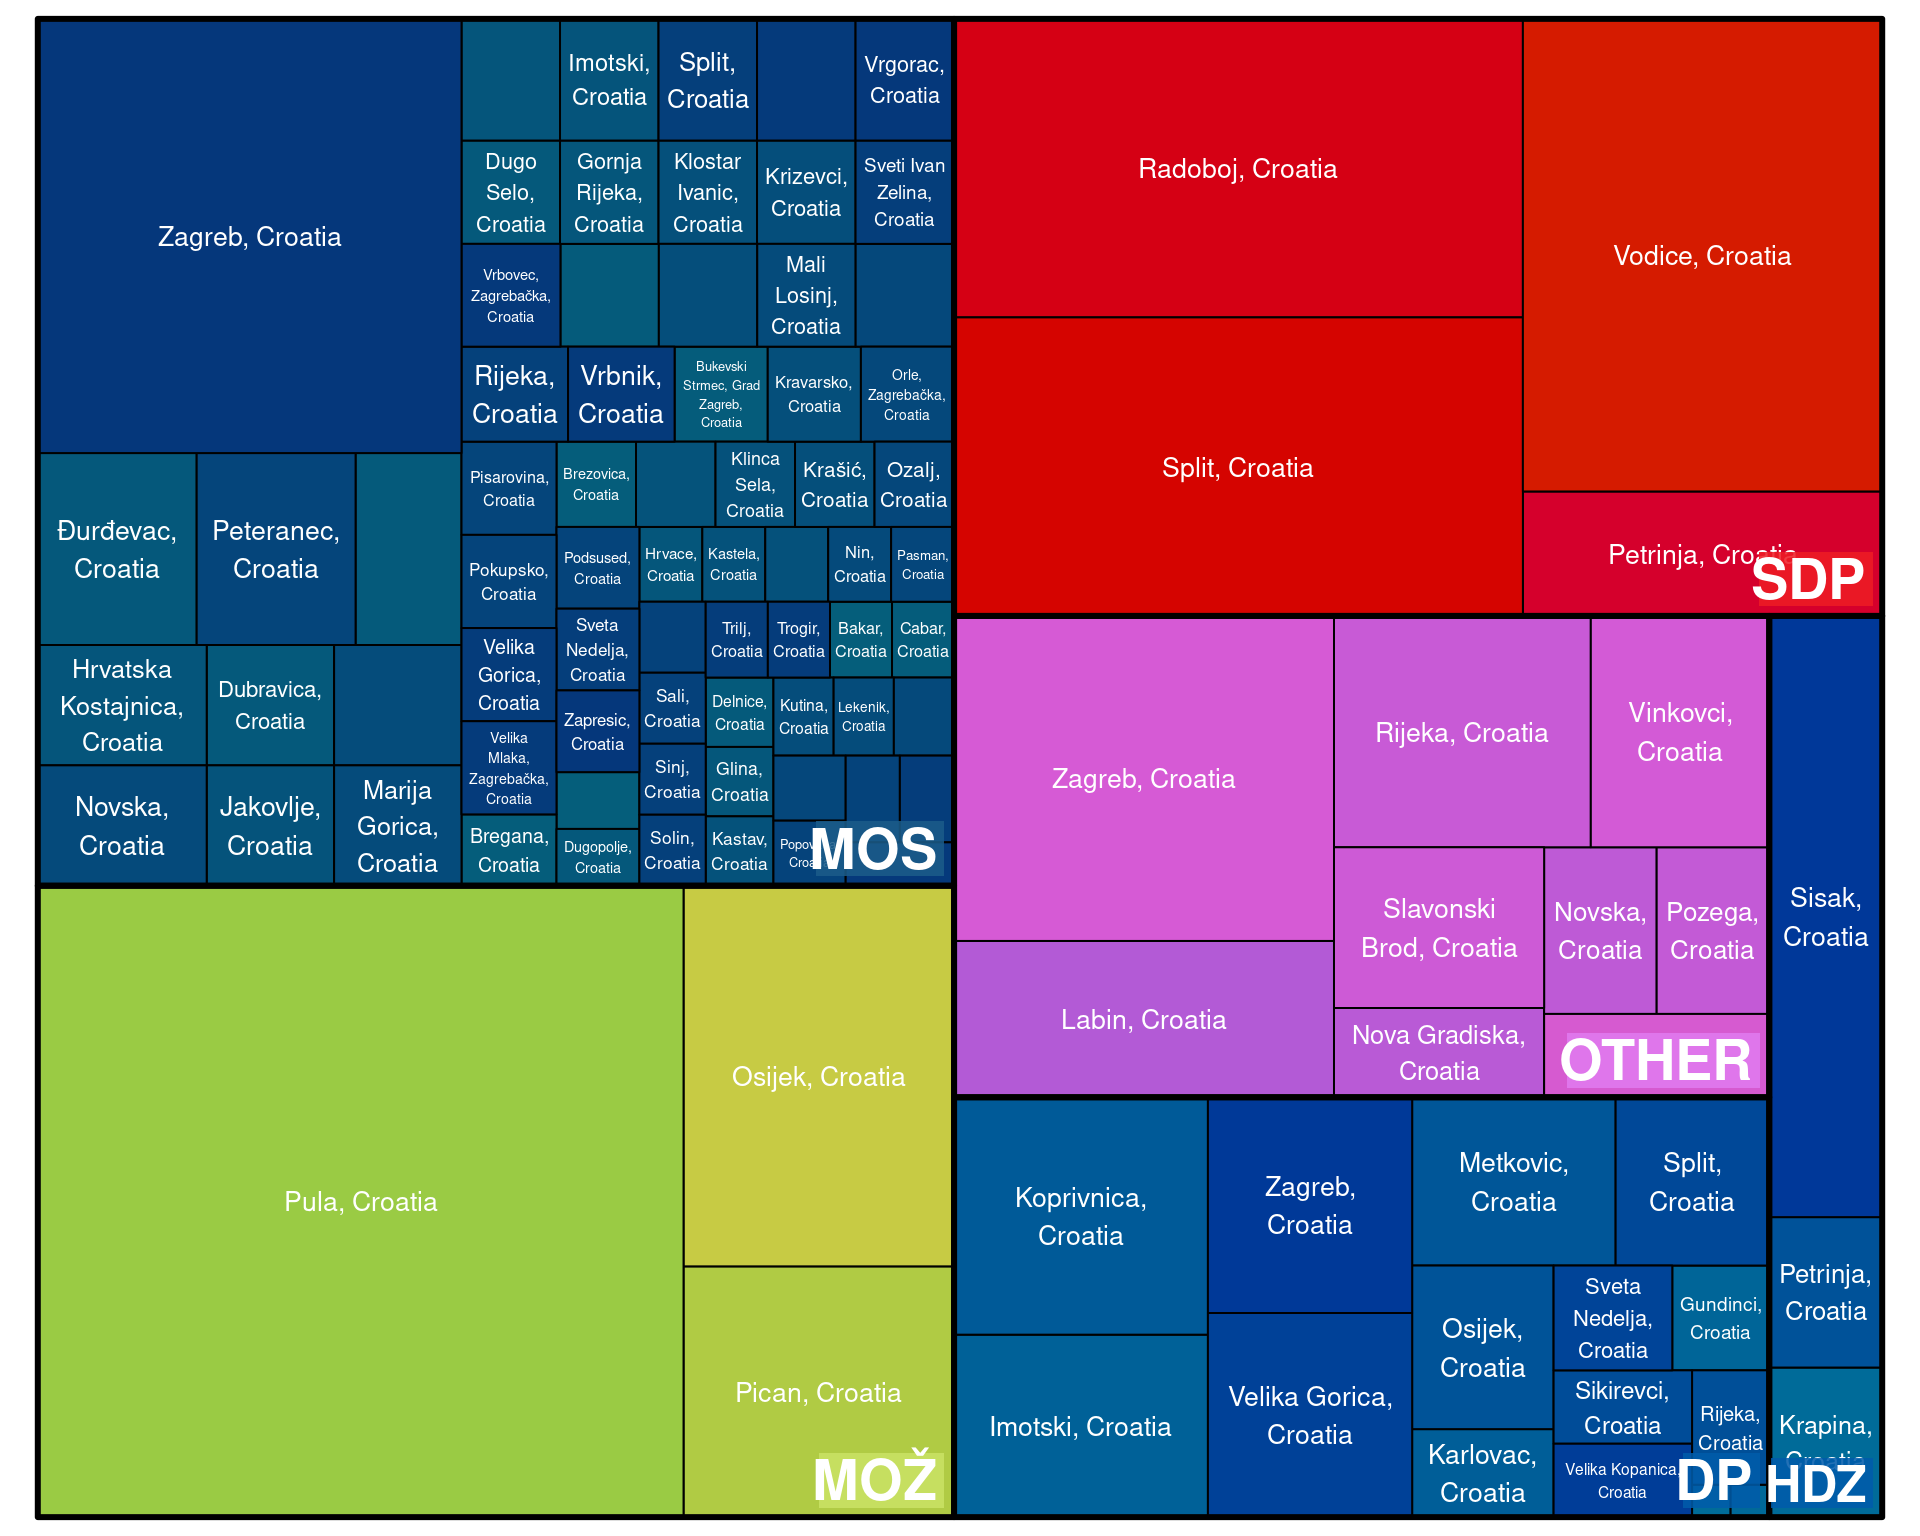 Zagreb, Croatia
Imotski,
Croatia
Split,
Croatia
Vrgorac,
Croatia
Dugo
Selo,
Croatia
Gornja
Rijeka,
Croatia
Klostar
Ivanic,
Croatia
Krizevci,
Croatia
Sveti Ivan
Zelina,
Croatia
Vrbovec,
Zagrebačka,
Croatia
Mali
Losinj,
Croatia
Rijeka,
Croatia
Vrbnik,
Croatia
Bukevski
Strmec, Grad
Zagreb,
Croatia
Kravarsko,
Croatia
Orle,
Zagrebačka,
Croatia
Đurđevac,
Croatia
Peteranec,
Croatia
Hrvatska
Kostajnica,
Croatia
Dubravica,
Croatia
Novska,
Croatia
Jakovlje,
Croatia
Marija
Gorica,
Croatia
Pisarovina,
Croatia
Brezovica,
Croatia
Klinca
Sela,
Croatia
Krašić,
Croatia
Ozalj,
Croatia
Pokupsko,
Croatia
Podsused,
Croatia
Hrvace,
Croatia
Kastela,
Croatia
Nin,
Croatia
Pasman,
Croatia
Velika
Gorica,
Croatia
Sveta
Nedelja,
Croatia
Trilj,
Croatia
Trogir,
Croatia
Bakar,
Croatia
Cabar,
Croatia
Velika
Mlaka,
Zagrebačka,
Croatia
Zapresic,
Croatia
Sali,
Croatia
Delnice,
Croatia
Kutina,
Croatia
Lekenik,
Croatia
Sinj,
Croatia
Glina,
Croatia
Bregana,
Croatia
Dugopolje,
Croatia
Solin,
Croatia
Kastav,
Croatia
MOS
Radoboj, Croatia
Split, Croatia
Vodice, Croatia
Petrinja, Croatia
SDP
Pula, Croatia
Osijek, Croatia
Pican, Croatia
MOŽ
Zagreb, Croatia
Labin, Croatia
Rijeka, Croatia
Vinkovci,
Croatia
Slavonski
Brod, Croatia
Novska,
Croatia
Pozega,
Croatia
Nova Gradiska,
Croatia
OTHER
Koprivnica,
Croatia
Imotski, Croatia
Zagreb,
Croatia
Velika Gorica,
Croatia
Metkovic,
Croatia
Split,
Croatia
Osijek,
Croatia
Karlovac,
Croatia
Sveta
Nedelja,
Croatia
Gundinci,
Croatia
Sikirevci,
Croatia
Rijeka,
Croatia
Velika Kopanica,
Croatia
DP
Sisak,
Croatia
Petrinja,
Croatia
Krapina,
Croatia
HDZ